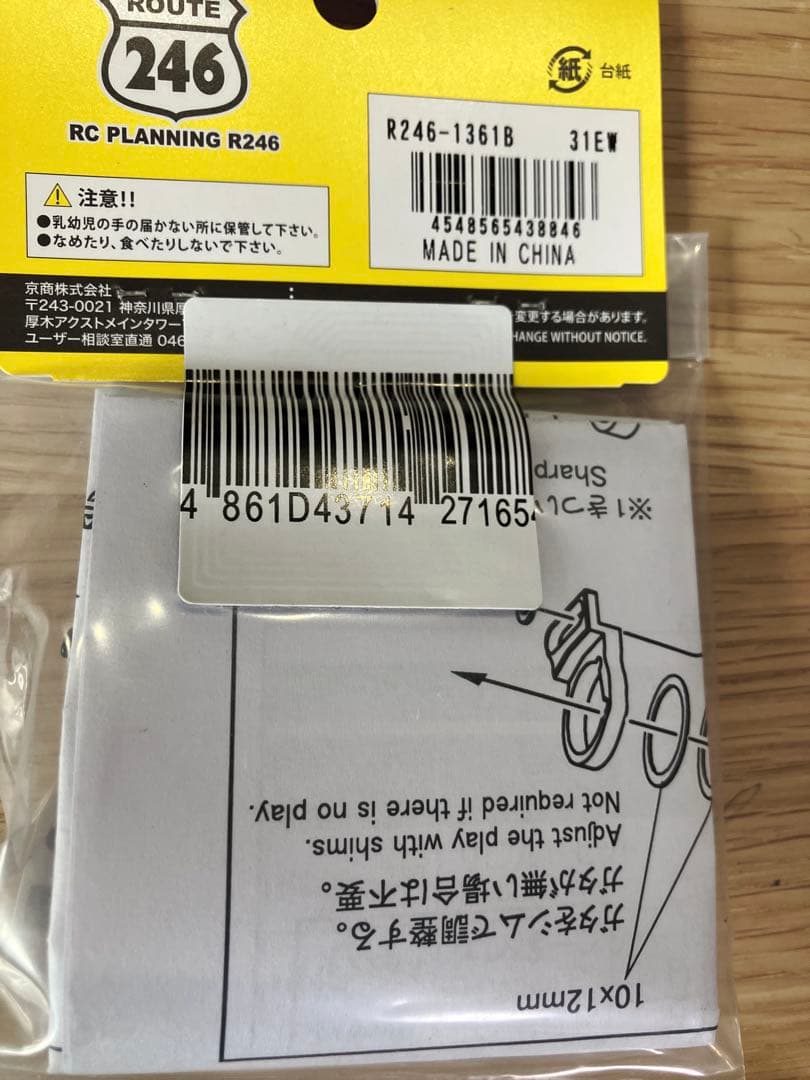 ROUTE
246
RC PLANNING R246
紙 台紙
R246-1361B 31EW
4548565438846
MADE IN CHINA
注意!!
●乳幼児の手の届かない所に保管して下さい。
●なめたり、食べたりしないで下さい。
京商株式会社
〒243-0021 神奈川県厚
厚木アクストメインタワー
ユーザー相談室直通 046
変更する場合があります。
HANGE WITHOUT NOTICE.
4 861D43714 27165
10x12mm
ガタをシムで調整する。
ガタが無い場合は不要。
Adjust the play with shims.
Not required if there is no play.
※1きつい
Sharp